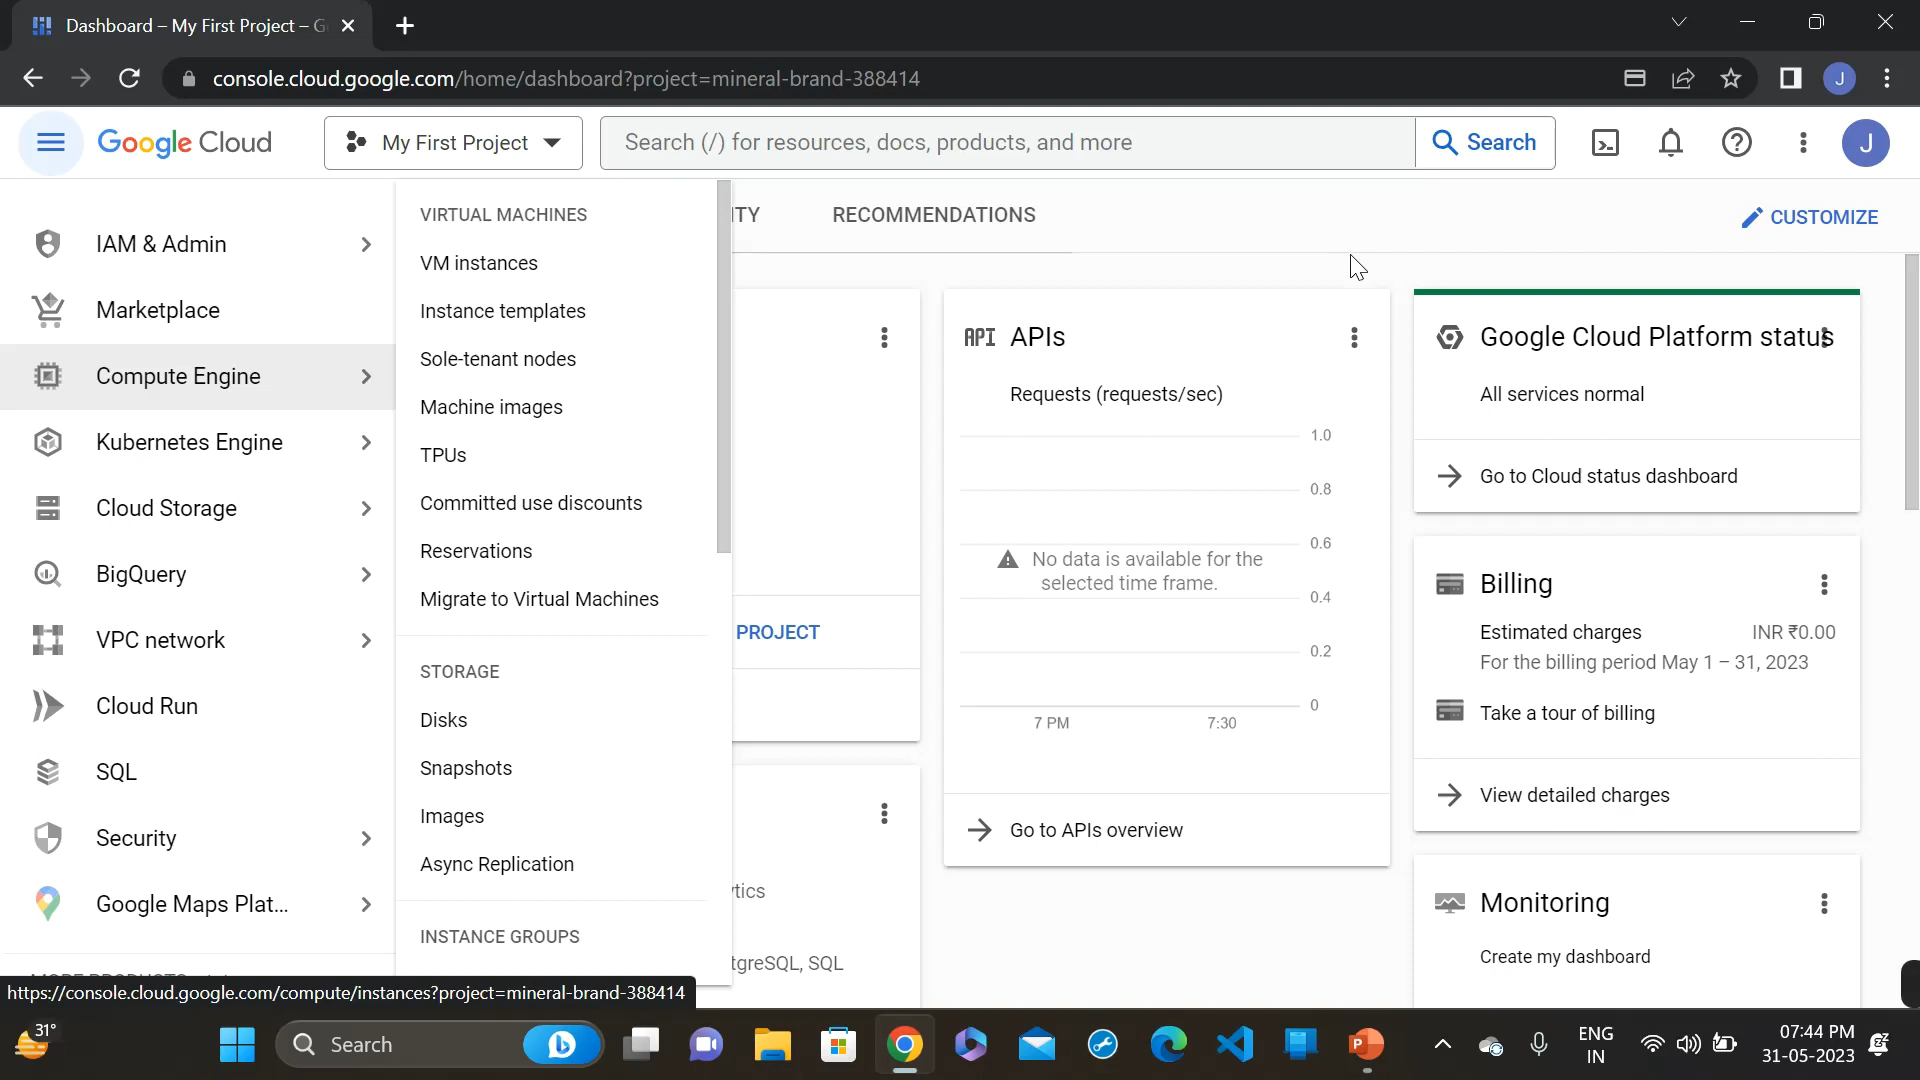 Dashboard – My First Project – G
console.cloud.google.com/home/dashboard?project=mineral-brand-388414
J
Google Cloud
My First Project
Search (/) for resources, docs, products, and more
Search
J
IAM & Admin
Marketplace
Compute Engine
Kubernetes Engine
Cloud Storage
BigQuery
VPC network
Cloud Run
SQL
Security
Google Maps Plat...
VIRTUAL MACHINES
VM instances
Instance templates
Sole-tenant nodes
Machine images
TPUs
Committed use discounts
Reservations
Migrate to Virtual Machines
STORAGE
Disks
Snapshots
Images
Async Replication
INSTANCE GROUPS
ITY
RECOMMENDATIONS
CUSTOMIZE
PROJECT
ytics
tgreSQL, SQL
API APIs
Requests (requests/sec)
1.0
0.8
0.6
No data is available for the
selected time frame.
0.4
0.2
0
7 PM
7:30
Go to APIs overview
Google Cloud Platform status
All services normal
Go to Cloud status dashboard
Billing
Estimated charges INR ₹0.00
For the billing period May 1 – 31, 2023
Take a tour of billing
View detailed charges
Monitoring
Create my dashboard
https://console.cloud.google.com/compute/instances?project=mineral-brand-388414
31°
Search
ENG
IN
07:44 PM
31-05-2023